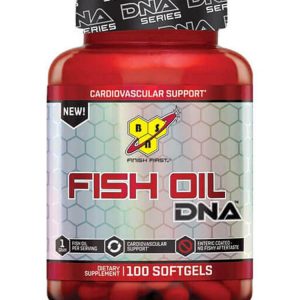 DNA
SERIES
CARDIOVASCULAR SUPPORT*
NEW!
BSN
FINISH FIRST.
FISH OIL
DNA
1
FISH OIL
PER SERVING
CARDIOVASCULAR
SUPPORT*
ENTERIC COATED -
NO FISHY AFTERTASTE
DIETARY
SUPPLEMENT
100 SOFTGELS